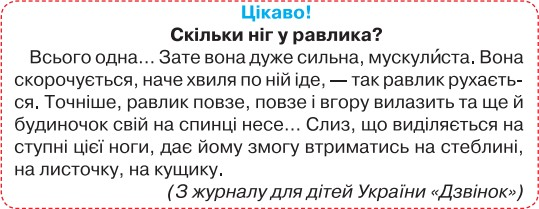 Цікаво!
Скільки ніг у равлика?
Всього одна... Зате вона дуже сильна, мускули́ста. Вона
скорочується, наче хвиля по ній іде, — так равлик рухаєть-
ся. Точніше, равлик повзе, повзе і вгору вилазить та ще й
будиночок свій на спинці несе... Слиз, що виділяється на
ступні цієї ноги, дає йому змогу втриматись на стеблині,
на листочку, на кущику.
(З журналу для дітей України «Дзвінок»)